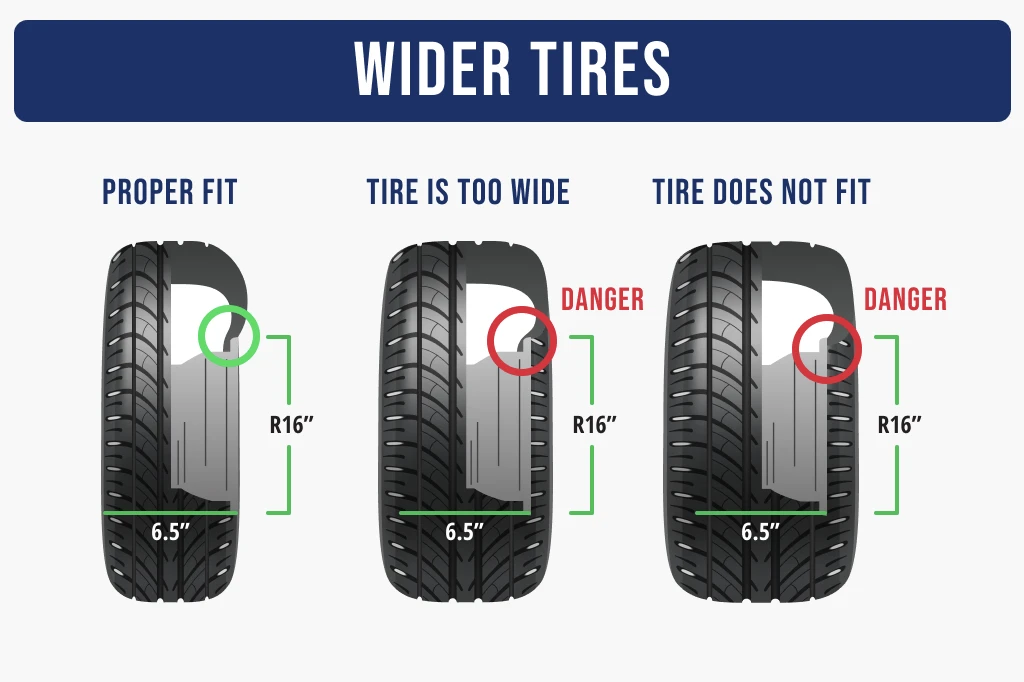 WIDER TIRES
PROPER FIT
TIRE IS TOO WIDE
TIRE DOES NOT FIT
DANGER
DANGER
R16”
R16”
R16”
6.5”
6.5”
6.5”